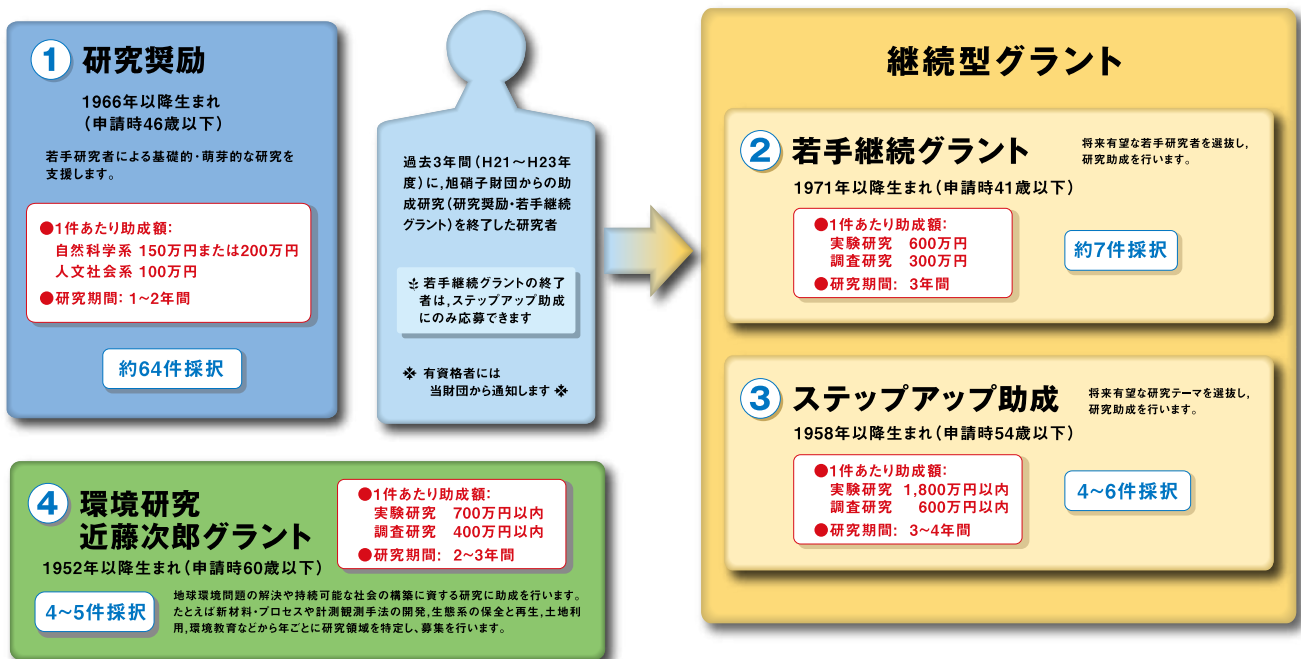 1 研究奨励
1966年以降生まれ
(申請時46歳以下)
若手研究者による基礎的・萌芽的な研究を
支援します。
●1件あたり助成額:
自然科学系 150万円または200万円
人文社会系 100万円
●研究期間: 1~2年間
約64件採択
過去3年間(H21~H23年
度)に,旭硝子財団からの助
成研究(研究奨励・若手継続
グラント)を終了した研究者
若手継続グラントの終了
者は,ステップアップ助成
にのみ応募できます
❖ 有資格者には
当財団から通知します ❖
継続型グラント
2 若手継続グラント
将来有望な若手研究者を選抜し,
研究助成を行います。
1971年以降生まれ(申請時41歳以下)
●1件あたり助成額:
実験研究 600万円
調査研究 300万円
●研究期間: 3年間
約7件採択
3 ステップアップ助成
将来有望な研究テーマを選抜し,
研究助成を行います。
1958年以降生まれ(申請時54歳以下)
●1件あたり助成額:
実験研究 1,800万円以内
調査研究 600万円以内
●研究期間: 3~4年間
4~6件採択
4 環境研究
近藤次郎グラント
1952年以降生まれ(申請時60歳以下)
●1件あたり助成額:
実験研究 700万円以内
調査研究 400万円以内
●研究期間: 2~3年間
4~5件採択
地球環境問題の解決や持続可能な社会の構築に資する研究に助成を行います。
たとえば新材料・プロセスや計測観測手法の開発,生態系の保全と再生,土地利
用,環境教育などから年ごとに研究領域を特定し、募集を行います。